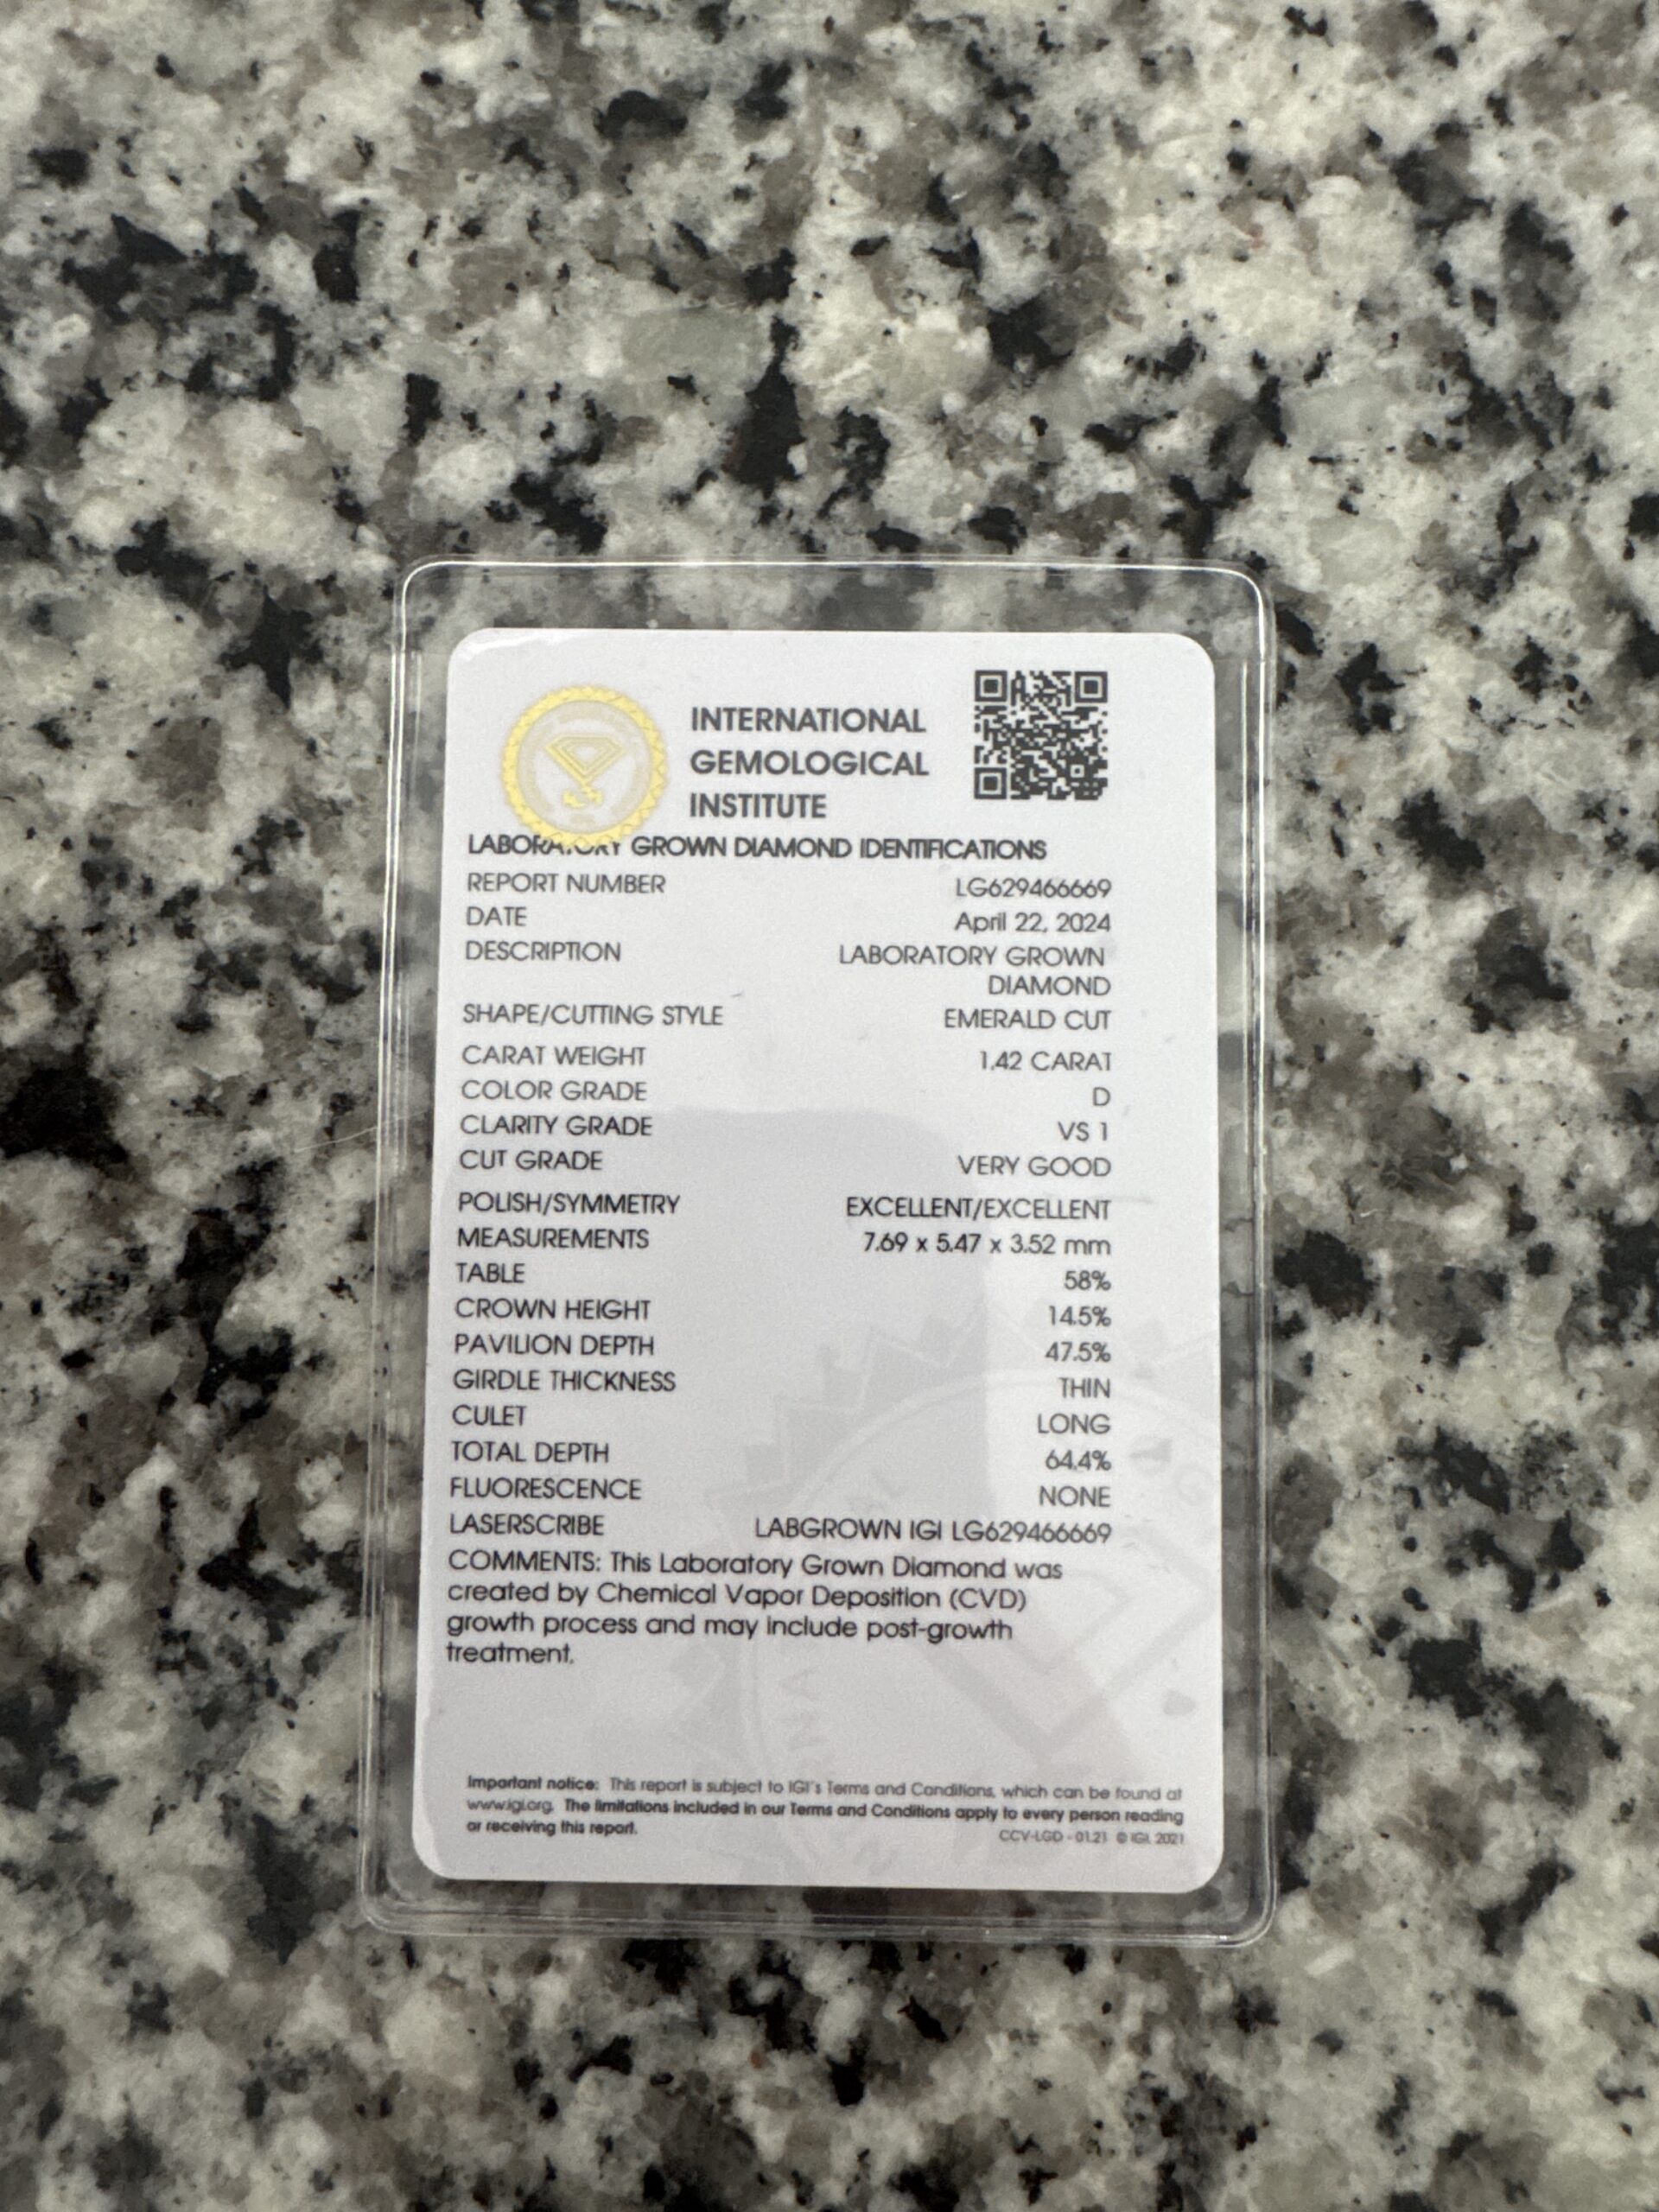 INTERNATIONAL
GEMOLOGICAL
INSTITUTE
LABORATORY GROWN DIAMOND IDENTIFICATIONS
REPORT NUMBER LG629466669
DATE April 22, 2024
DESCRIPTION LABORATORY GROWN
DIAMOND
SHAPE/CUTTING STYLE EMERALD CUT
CARAT WEIGHT 1.42 CARAT
COLOR GRADE D
CLARITY GRADE VS 1
CUT GRADE VERY GOOD
POLISH/SYMMETRY EXCELLENT/EXCELLENT
MEASUREMENTS 7.69 x 5.47 x 3.52 mm
TABLE 58%
CROWN HEIGHT 14.5%
PAVILION DEPTH 47.5%
GIRDLE THICKNESS THIN
CULET LONG
TOTAL DEPTH 64.4%
FLUORESCENCE NONE
LASERSCRIBE LABGROWN IGI LG629466669
COMMENTS: This Laboratory Grown Diamond was
created by Chemical Vapor Deposition (CVD)
growth process and may include post-growth
treatment.
Important notice: This report is subject to IGI's Terms and Conditions, which can be found at
www.igi.org. The limitations included in our Terms and Conditions apply to every person reading
or receiving this report.
CCV-LGD - 01.21 © IGI, 2021